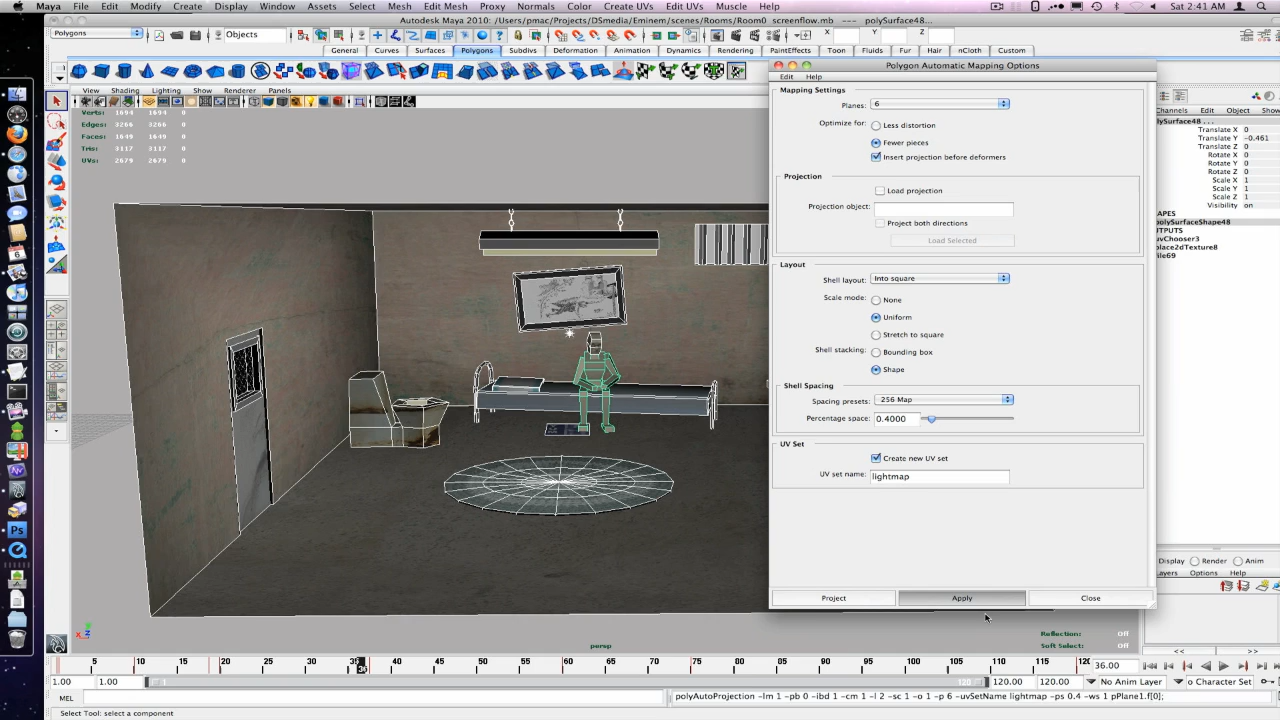 Maya File Edit Modify Create Display Window Assets Select Mesh Edit Mesh Proxy Normals Color Create UVs Edit UVs Muscle Help
Sat 2:41 AM
Autodesk Maya 2010: /users/pmac/Projects/DSmedia/Eminem/scenes/Rooms/Room0 screenflow.mb --- polySurface48...
Polygons Objects X: Y: Z:
General Curves Surfaces Polygons Subdivs Deformation Animation Dynamics Rendering PaintEffects Toon Fluids Fur Hair nCloth Custom
View Shading Lighting Show Renderer Panels
Verts: 1694 1694 0
Edges: 3266 3266 0
Faces: 1649 1649 0
Tris: 3117 3117 0
UVs: 2679 2679 0
Polygon Automatic Mapping Options
Edit Help
Mapping Settings
Planes: 6
Optimize for: Less distortion
Fewer pieces
Insert projection before deformers
Projection
Load projection
Projection object:
Project both directions
Load Selected
Layout
Shell layout: Into square
Scale mode: None
Uniform
Stretch to square
Shell stacking: Bounding box
Shape
Shell Spacing
Spacing presets: 256 Map
Percentage space: 0.4000
UV Set
Create new UV set
UV set name: lightmap
Project Apply Close
Channels Edit Object Show
polySurface48 ...
Translate X 0
Translate Y -0.461
Translate Z 0
Rotate X 0
Rotate Y 0
Rotate Z 0
Scale X 1
Scale Y 1
Scale Z 1
Visibility on
APES
polySurfaceShape48
UTPUTS
uvChooser3
place2dTexture8
file69
Display Render Anim
ayers Options Help
persp
Reflection: Off
Soft Select: Off
5 10 15 20 25 30 35 40 45 50 55 60 65 70 75 80 85 90 95 100 105 110 115 120 36.00
1.00 1.00 120 120.00 120.00 No Anim Layer o Character Set
MEL polyAutoProjection -lm 1 -pb 0 -ibd 1 -cm 1 -l 2 -sc 1 -o 1 -p 6 -uvSetName lightmap -ps 0.4 -ws 1 pPlane1.f[0];
Select Tool: select a component